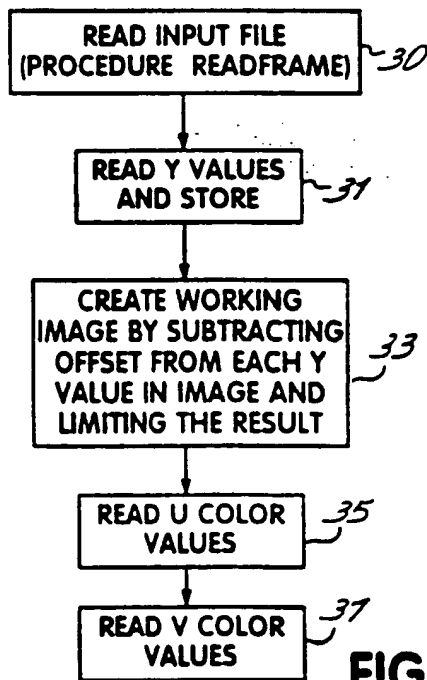 READ INPUT FILE
(PROCEDURE READFRAME)
30
READ Y VALUES
AND STORE
31
CREATE WORKING
IMAGE BY SUBTRACTING
OFFSET FROM EACH Y
VALUE IN IMAGE AND
LIMITING THE RESULT
33
READ U COLOR
VALUES
35
READ V COLOR
VALUES
37
FIG